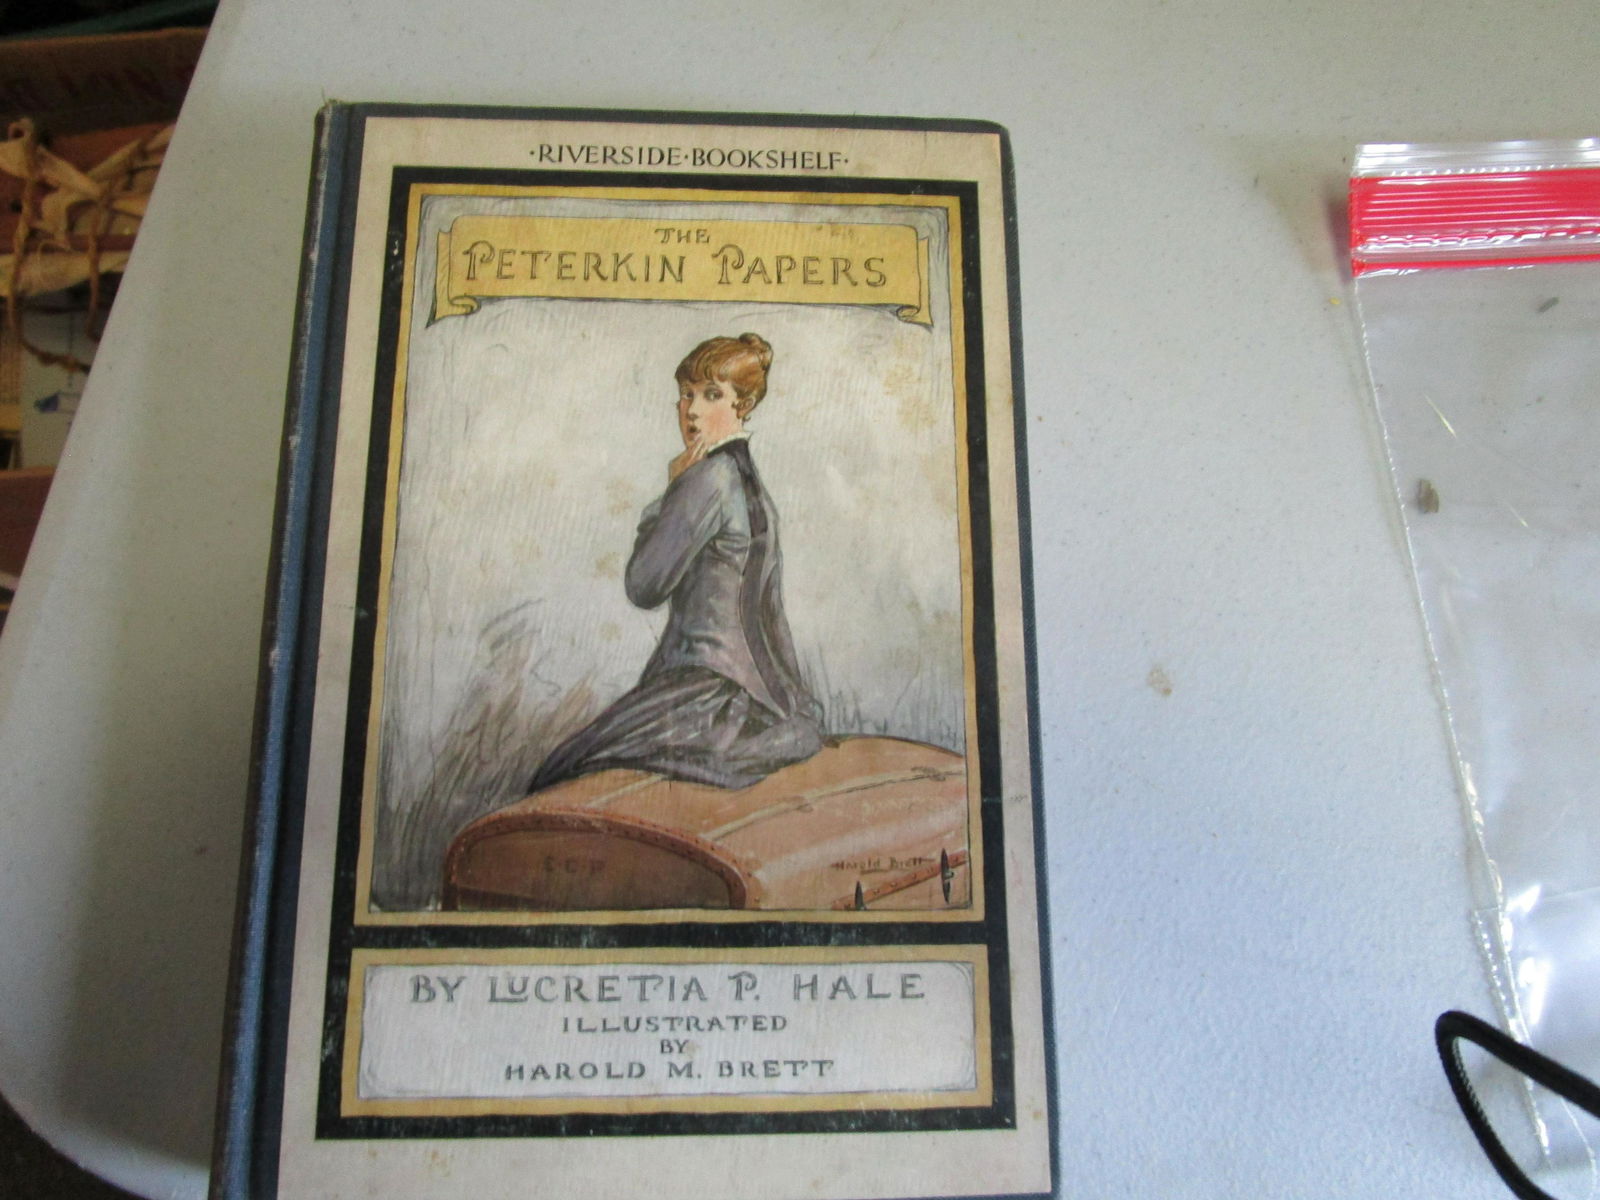 ·RIVERSIDE·BOOKSHELF·
THE
PETERKIN PAPERS
E·C·P
Harold Brett
BY LUCRETIA P. HALE
ILLUSTRATED
BY
HAROLD M. BRETT